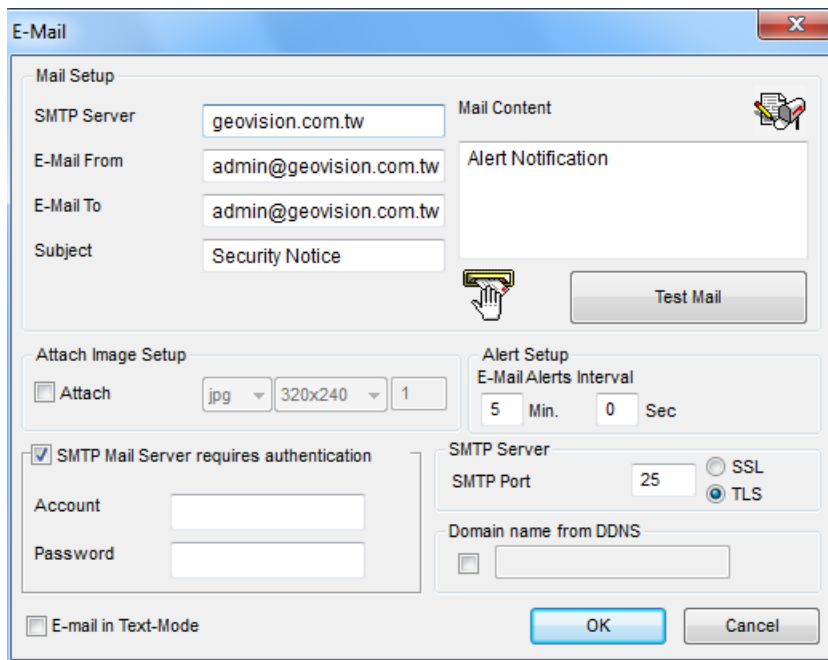 E-Mail
Mail Setup
SMTP Server
geovision.com.tw
E-Mail From
admin@geovision.com.tw
E-Mail To
admin@geovision.com.tw
Subject
Security Notice
Mail Content
Alert Notification
Test Mail
Attach Image Setup
Attach
jpg
320x240
1
Alert Setup
E-Mail Alerts Interval
5 Min. 0 Sec
SMTP Mail Server requires authentication
Account
Password
SMTP Server
SMTP Port
25
SSL
TLS
Domain name from DDNS
E-mail in Text-Mode
OK
Cancel